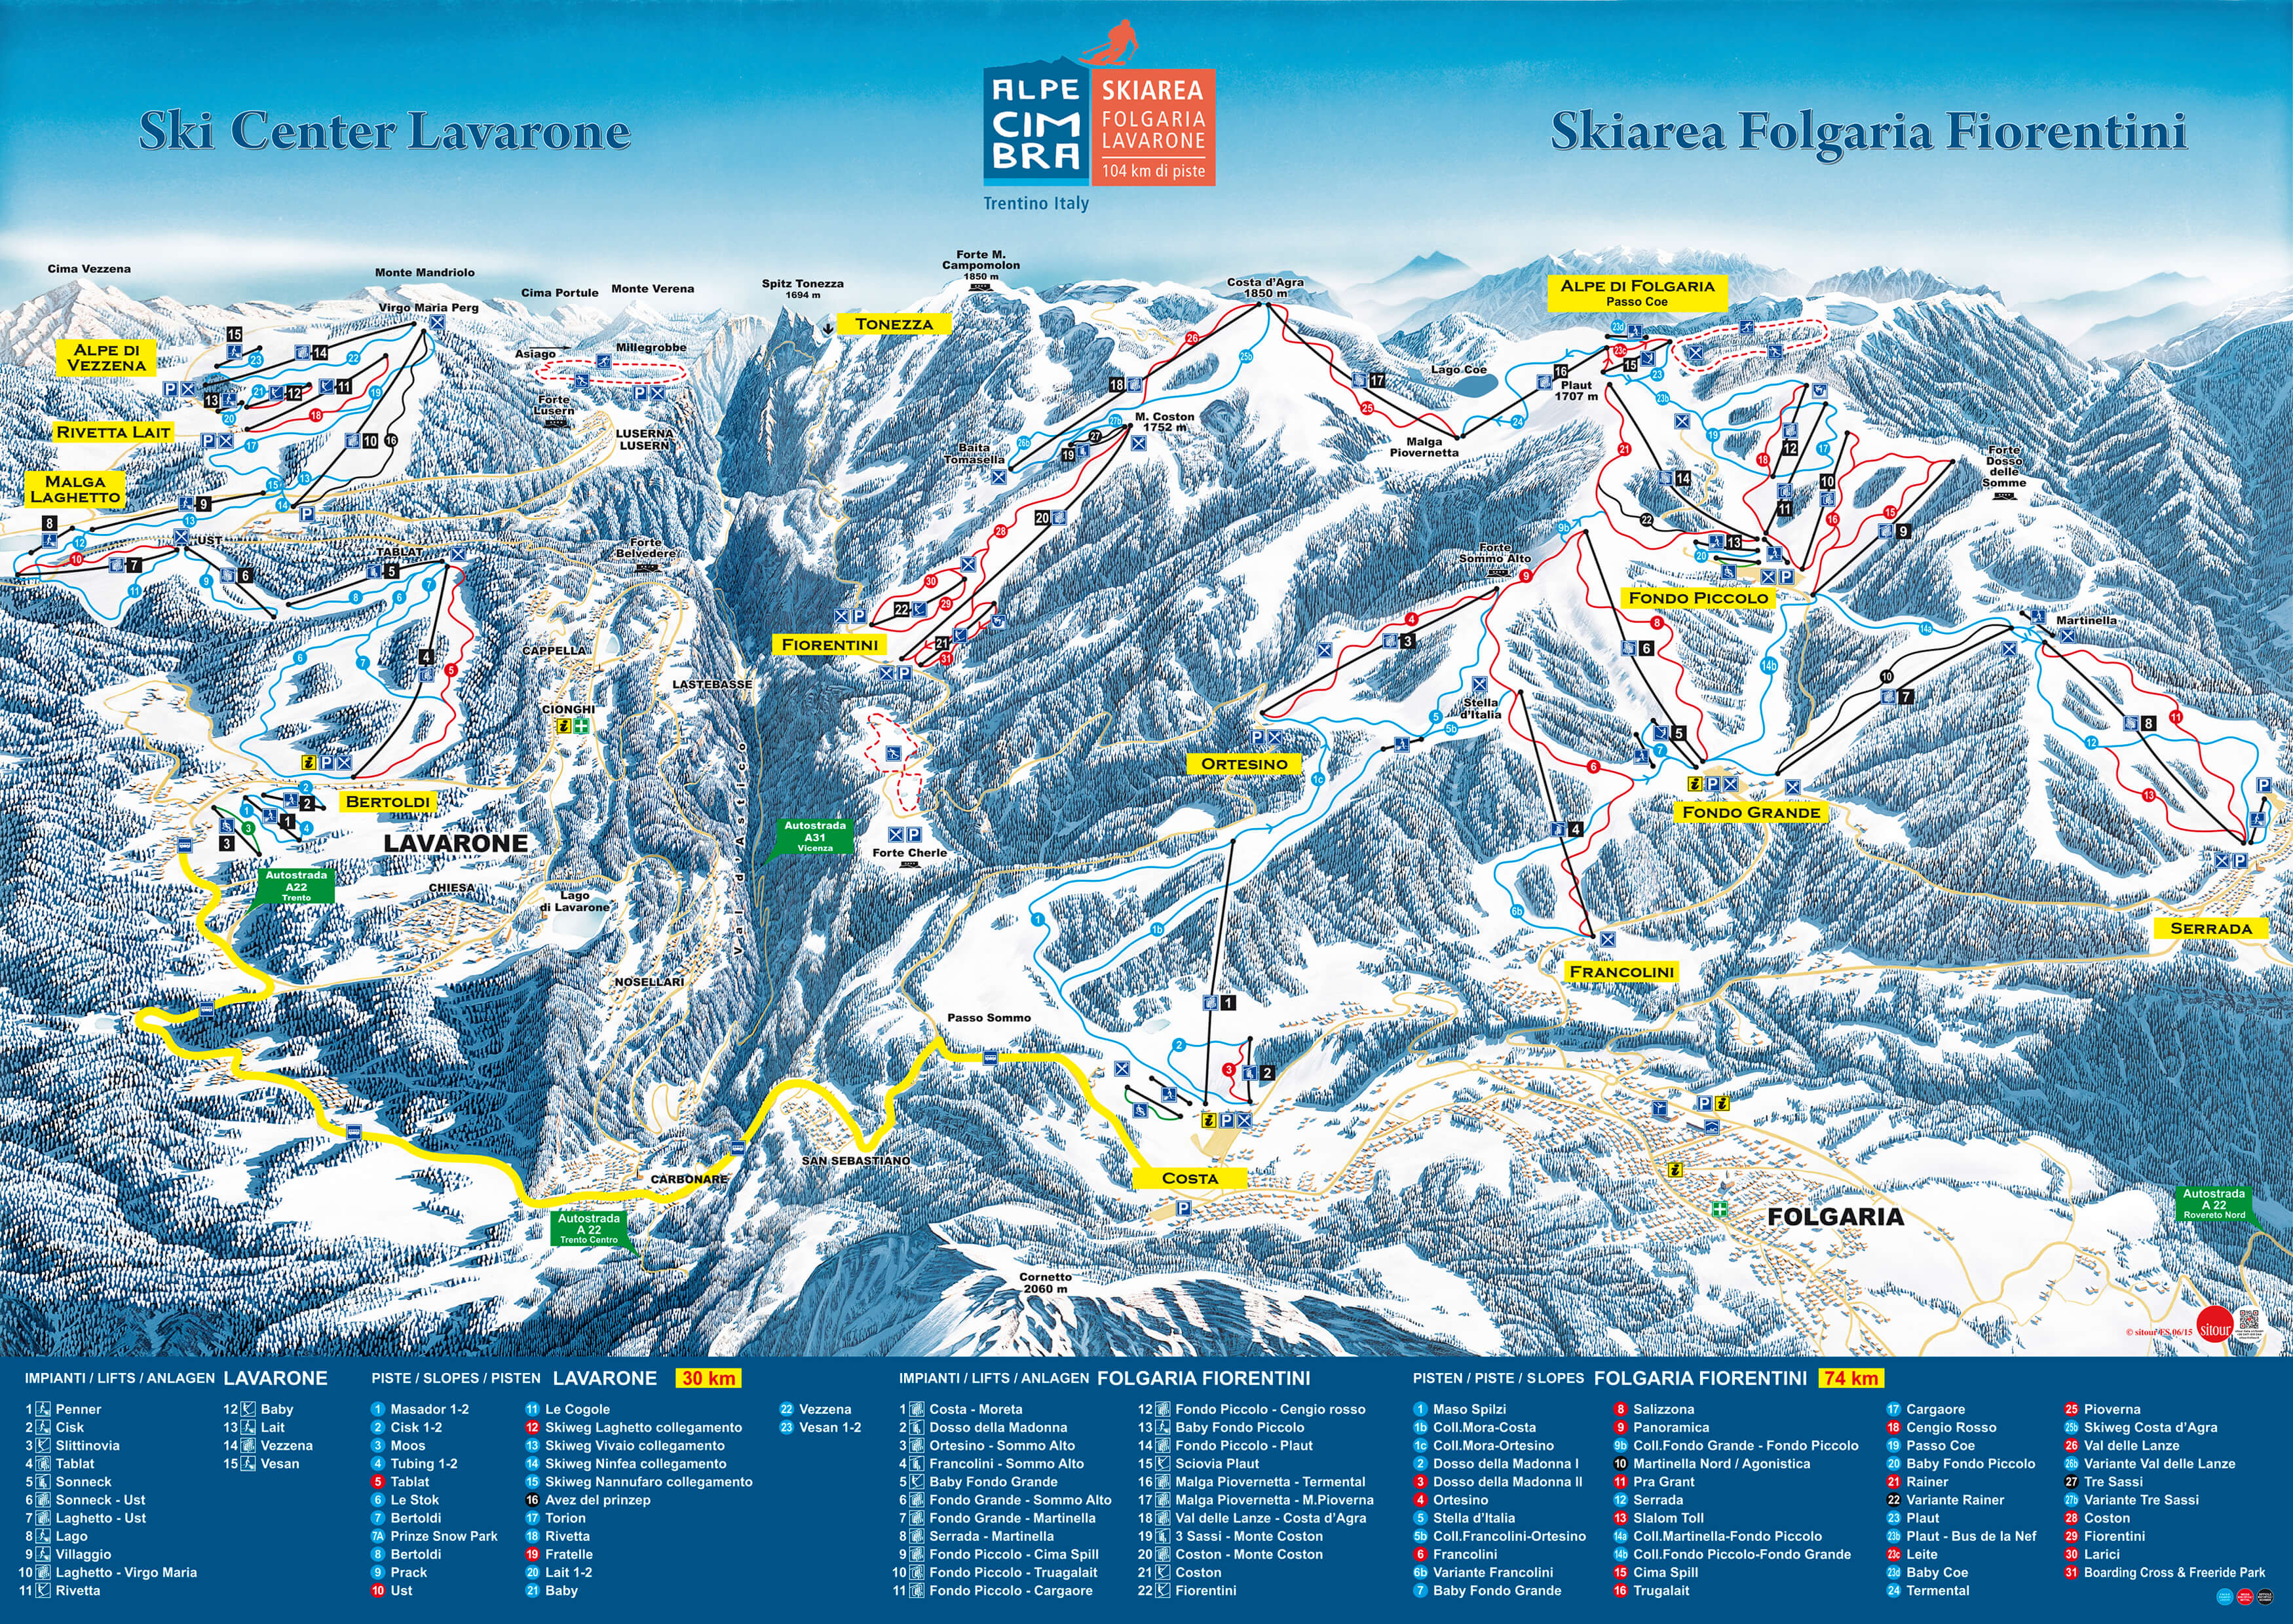 Ski Center Lavarone
ALPE
CIM
BRA
SKIAREA
FOLGARIA
LAVARONE
104 km di piste
Trentino Italy
Skiarea Folgaria Fiorentini
Cima Vezzena
Monte Mandriolo
Virgo Maria Perg
Cima Portule
Monte Verena
Spitz Tonezza
1694 m
Forte M.
Campomolon
1850 m
Costa d'Agra
1850 m
ALPE DI FOLGARIA
Passo Coe
TONEZZA
ALPE DI
VEZZENA
RIVETTA LAIT
MALGA
LAGHETTO
Asiago
Millegrobbe
Forte
Lusern
LUSERNA
LUSERN
Lago Coe
Plaut
1707 m
M. Coston
1752 m
Baita
Tomasella
Malga
Piovernetta
Forte
Dosso
delle
Somme
UST
TABLAT
Forte
Belvedere
Forte
Sommo Alto
FONDO PICCOLO
Martinella
FIORENTINI
CAPPELLA
LASTEBASSE
CIONGHI
Stella
d'Italia
ORTESINO
BERTOLDI
LAVARONE
Val d'Astico
Autostrada
A31
Vicenza
Forte Cherle
FONDO GRANDE
Autostrada
A22
Trento
CHIESA
Lago
di Lavarone
SERRADA
FRANCOLINI
NOSELLARI
Passo Sommo
SAN SEBASTIANO
CARBONARE
COSTA
Autostrada
A 22
Trento Centro
FOLGARIA
Autostrada
A 22
Rovereto Nord
Cornetto
2060 m
© sitour ES 06/15
sitour
IMPIANTI / LIFTS / ANLAGEN LAVARONE
1 Penner
2 Cisk
3 Slittinovia
4 Tablat
5 Sonneck
6 Sonneck - Ust
7 Laghetto - Ust
8 Lago
9 Villaggio
10 Laghetto - Virgo Maria
11 Rivetta
12 Baby
13 Lait
14 Vezzena
15 Vesan
PISTE / SLOPES / PISTEN LAVARONE 30 km
1 Masador 1-2
2 Cisk 1-2
3 Moos
4 Tubing 1-2
5 Tablat
6 Le Stok
7 Bertoldi
7A Prinze Snow Park
8 Bertoldi
9 Prack
10 Ust
11 Le Cogole
12 Skiweg Laghetto collegamento
13 Skiweg Vivaio collegamento
14 Skiweg Ninfea collegamento
15 Skiweg Nannufaro collegamento
16 Avez del prinzep
17 Torion
18 Rivetta
19 Fratelle
20 Lait 1-2
21 Baby
22 Vezzena
23 Vesan 1-2
IMPIANTI / LIFTS / ANLAGEN FOLGARIA FIORENTINI
1 Costa - Moreta
2 Dosso della Madonna
3 Ortesino - Sommo Alto
4 Francolini - Sommo Alto
5 Baby Fondo Grande
6 Fondo Grande - Sommo Alto
7 Fondo Grande - Martinella
8 Serrada - Martinella
9 Fondo Piccolo - Cima Spill
10 Fondo Piccolo - Truagalait
11 Fondo Piccolo - Cargaore
12 Fondo Piccolo - Cengio rosso
13 Baby Fondo Piccolo
14 Fondo Piccolo - Plaut
15 Sciovia Plaut
16 Malga Piovernetta - Termental
17 Malga Piovernetta - M.Pioverna
18 Val delle Lanze - Costa d'Agra
19 3 Sassi - Monte Coston
20 Coston - Monte Coston
21 Coston
22 Fiorentini
PISTEN / PISTE / SLOPES FOLGARIA FIORENTINI 74 km
1 Maso Spilzi
1b Coll.Mora-Costa
1c Coll.Mora-Ortesino
2 Dosso della Madonna I
3 Dosso della Madonna II
4 Ortesino
5 Stella d'Italia
5b Coll.Francolini-Ortesino
6 Francolini
6b Variante Francolini
7 Baby Fondo Grande
8 Salizzona
9 Panoramica
9b Coll.Fondo Grande - Fondo Piccolo
10 Martinella Nord / Agonistica
11 Pra Grant
12 Serrada
13 Slalom Toll
14a Coll.Martinella-Fondo Piccolo
14b Coll.Fondo Piccolo-Fondo Grande
15 Cima Spill
16 Trugalait
17 Cargaore
18 Cengio Rosso
19 Passo Coe
20 Baby Fondo Piccolo
21 Rainer
22 Variante Rainer
23 Plaut
23b Plaut - Bus de la Nef
23c Leite
23d Baby Coe
24 Termental
25 Pioverna
25b Skiweg Costa d'Agra
26 Val delle Lanze
26b Variante Val delle Lanze
27 Tre Sassi
27b Variante Tre Sassi
28 Coston
29 Fiorentini
30 Larici
31 Boarding Cross & Freeride Park